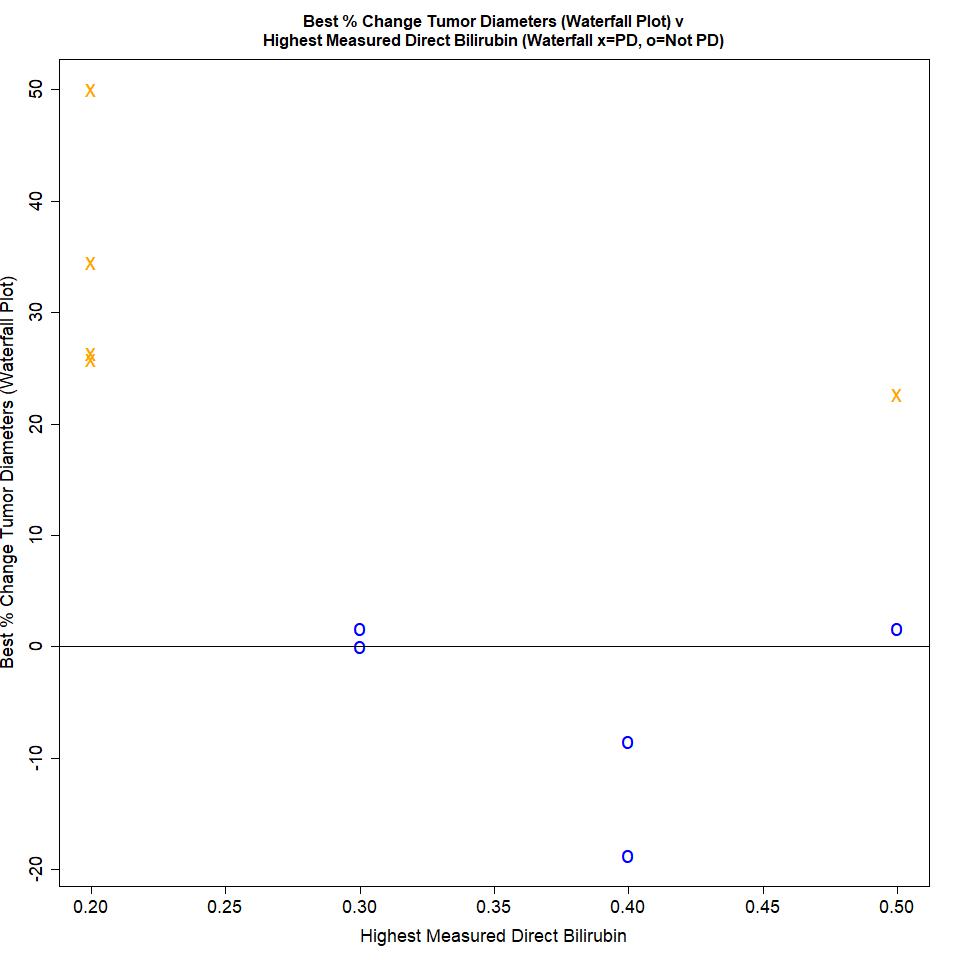 Best % Change Tumor Diameters (Waterfall Plot) v
Highest Measured Direct Bilirubin (Waterfall x=PD, o=Not PD)
Best % Change Tumor Diameters (Waterfall Plot)
50
40
30
20
10
0
-10
-20
X
X
X
X
X
O
O
O
O
O
0.20 0.25 0.30 0.35 0.40 0.45 0.50
Highest Measured Direct Bilirubin